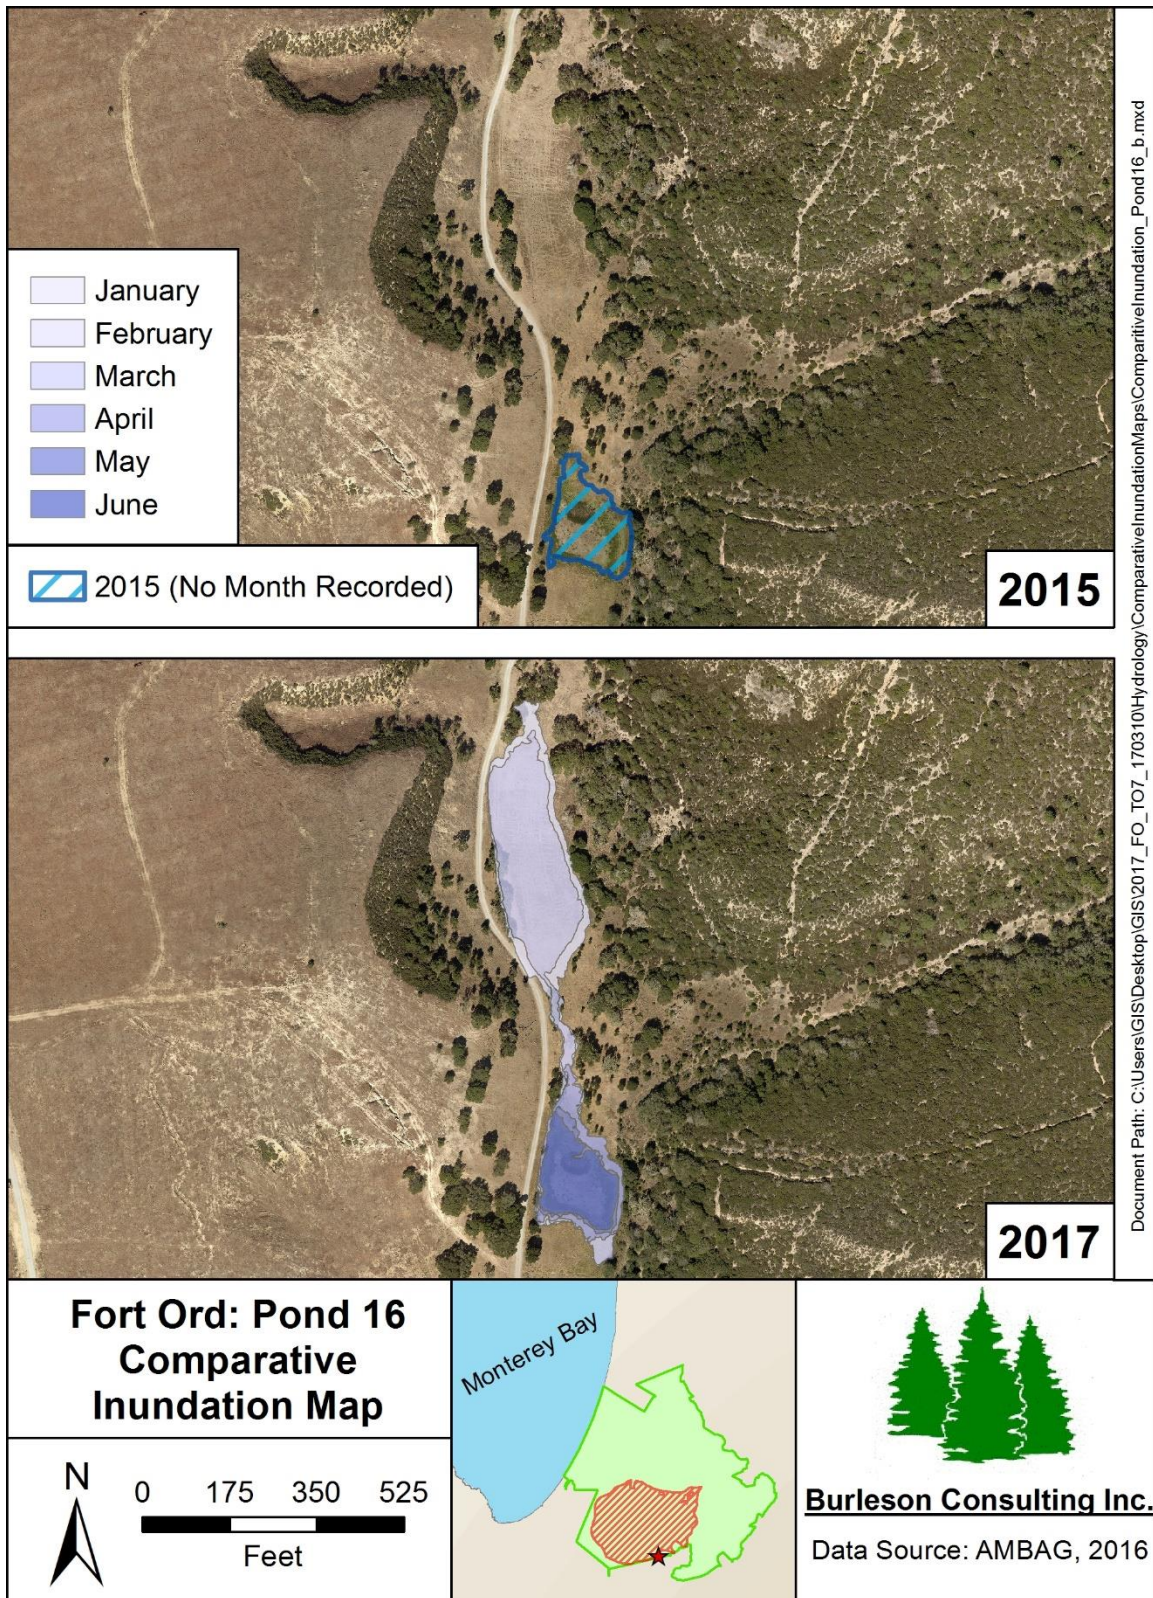 January
February
March
April
May
June
2015 (No Month Recorded)
2015
2017
Document Path: C:\Users\GIS\Desktop\GIS\2017_FO_TO7_170310\Hydrology\ComparativeInundationMaps\ComparitiveInundation_Pond16_b.mxd
Fort Ord: Pond 16
Comparative
Inundation Map
N
0 175 350 525
Feet
Monterey Bay
Burleson Consulting Inc.
Data Source: AMBAG, 2016